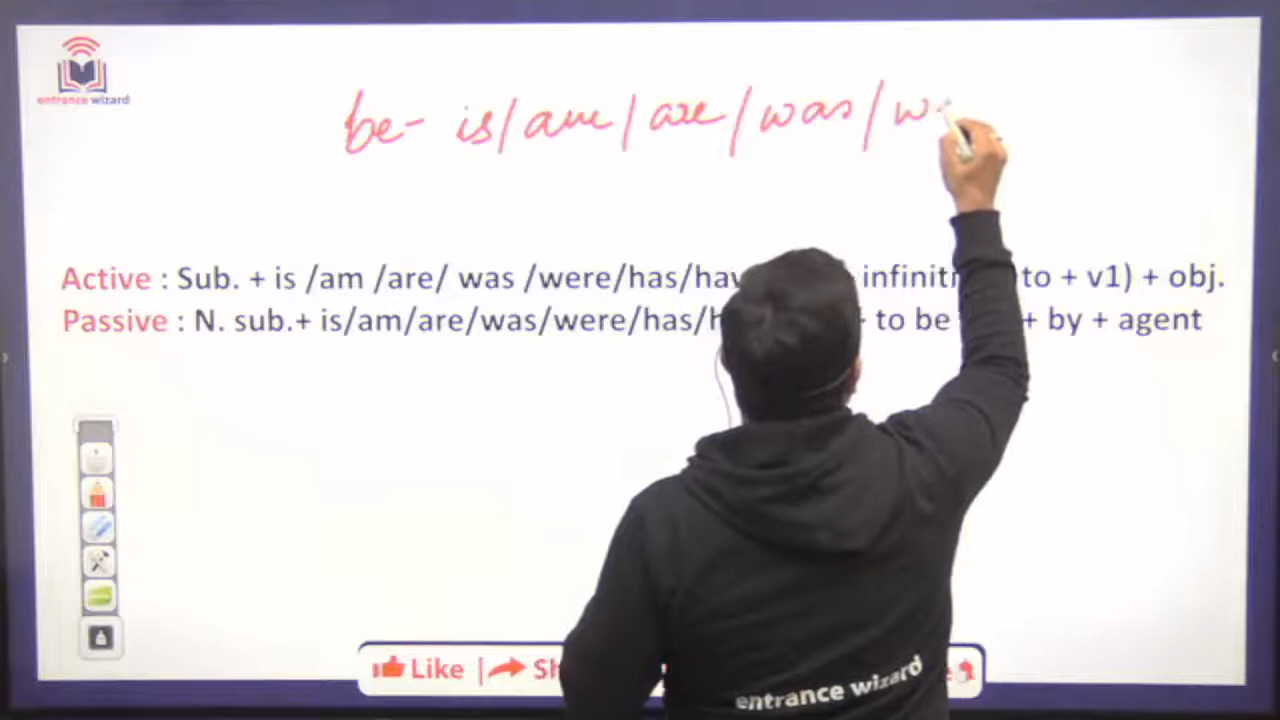 entrance wizard
be- is/am/are/was/w
Active : Sub. + is /am /are/ was /were/has/hav infiniti to + v1) + obj.
Passive : N. sub.+ is/am/are/was/were/has/h to be + by + agent
Like | Sh
entrance wizard